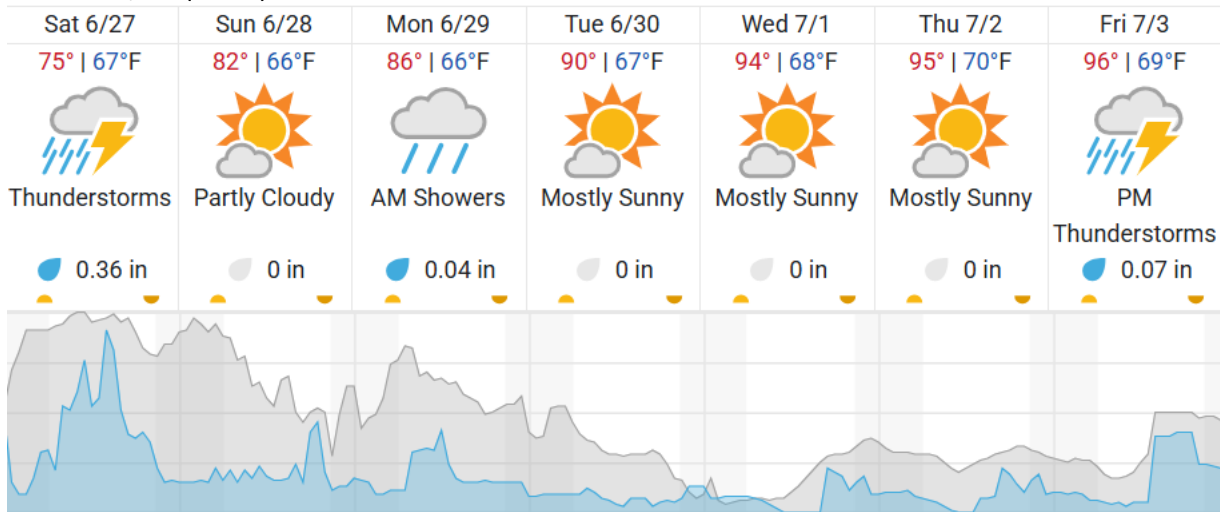 Sat 6/27 Sun 6/28 Mon 6/29 Tue 6/30 Wed 7/1 Thu 7/2 Fri 7/3
75° | 67°F 82° | 66°F 86° | 66°F 90° | 67°F 94° | 68°F 95° | 70°F 96° | 69°F
Thunderstorms Partly Cloudy AM Showers Mostly Sunny Mostly Sunny Mostly Sunny PM
Thunderstorms
0.36 in 0 in 0.04 in 0 in 0 in 0 in 0.07 in